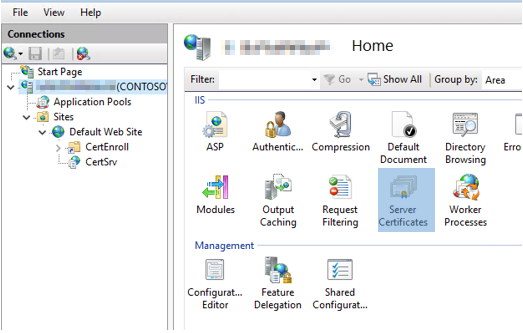 File View Help
Connections
Home
Start Page
(CONTOSO
Application Pools
Sites
Default Web Site
CertEnroll
CertSrv
Filter: Go Show All Group by: Area
IIS
ASP Authentic... Compression Default Document Directory Browsing Erro
Modules Output Caching Request Filtering Server Certificates Worker Processes
Management
Configurat... Editor Feature Delegation Shared Configurat...